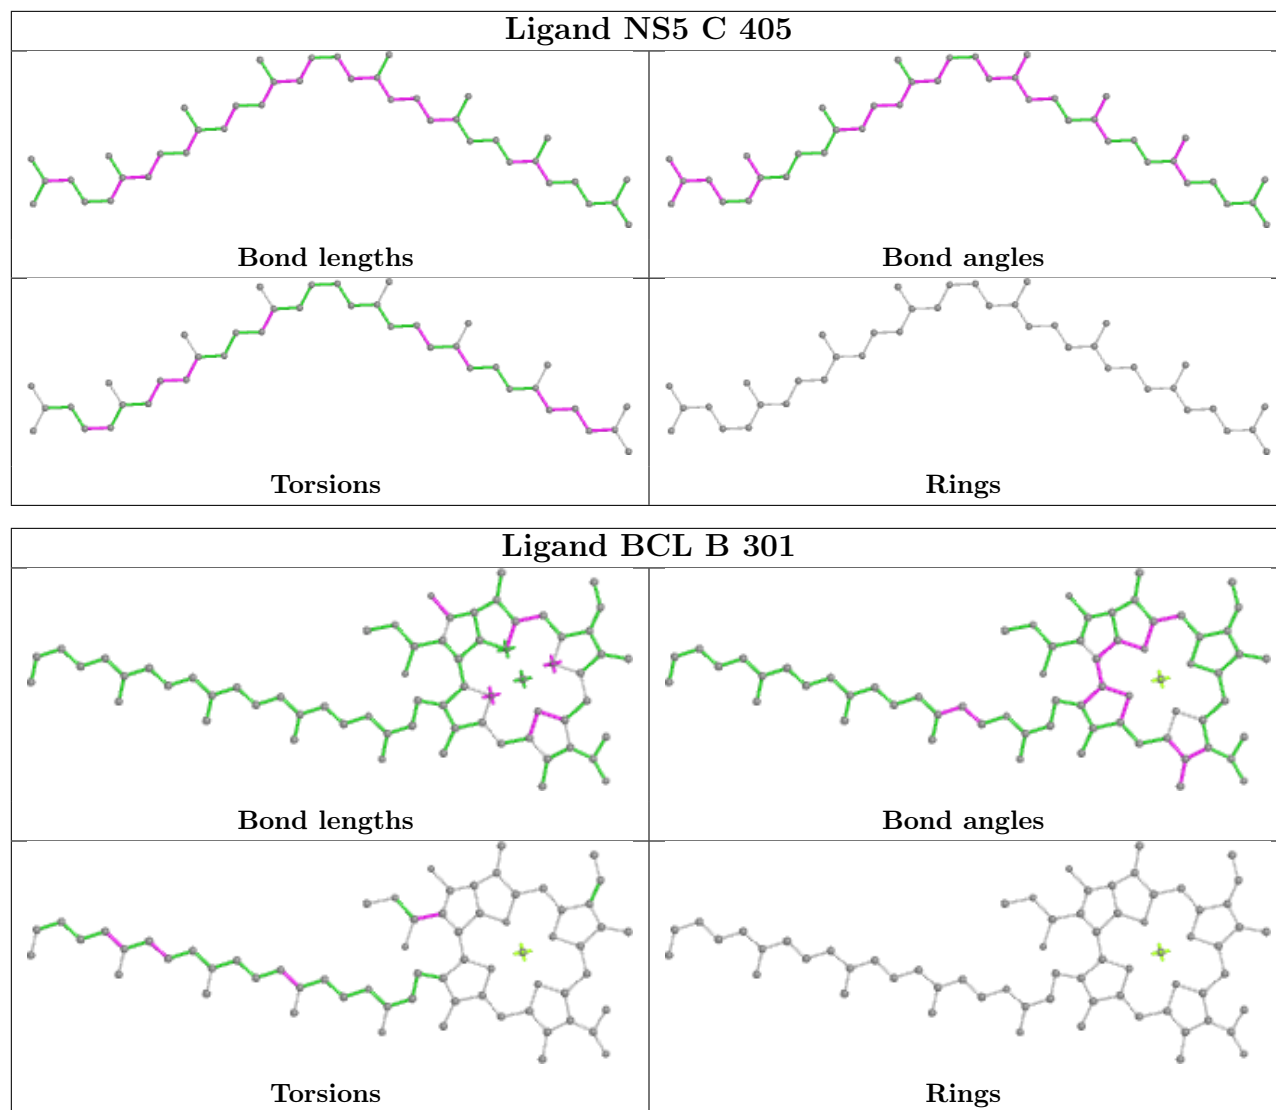 Ligand NS5 C 405
Bond lengths
Bond angles
Torsions
Rings
Ligand BCL B 301
Bond lengths
Bond angles
Torsions
Rings